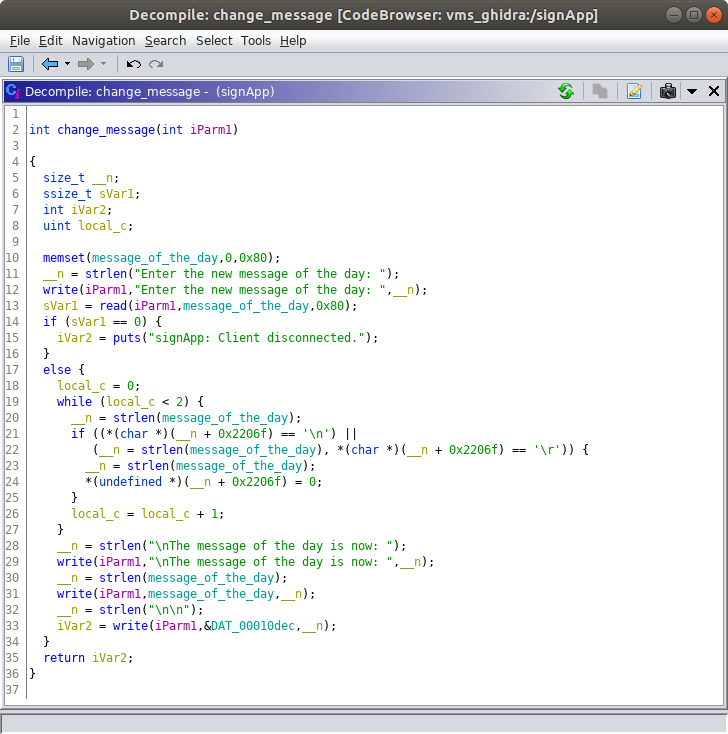 Decompile: change_message [CodeBrowser: vms_ghidra:/signApp]
File Edit Navigation Search Select Tools Help
Decompile: change_message - (signApp)
1
2 int change_message(int iParm1)
3
4 {
5   size_t __n;
6   ssize_t sVar1;
7   int iVar2;
8   uint local_c;
9
10   memset(message_of_the_day,0,0x80);
11   __n = strlen("Enter the new message of the day: ");
12   write(iParm1,"Enter the new message of the day: ",__n);
13   sVar1 = read(iParm1,message_of_the_day,0x80);
14   if (sVar1 == 0) {
15     iVar2 = puts("signApp: Client disconnected.");
16   }
17   else {
18     local_c = 0;
19     while (local_c < 2) {
20       __n = strlen(message_of_the_day);
21       if ((*(char *)(__n + 0x2206f) == '\n') ||
22          (__n = strlen(message_of_the_day), *(char *)(__n + 0x2206f) == '\r')) {
23         __n = strlen(message_of_the_day);
24         *(undefined *)(__n + 0x2206f) = 0;
25       }
26       local_c = local_c + 1;
27     }
28     __n = strlen("\nThe message of the day is now: ");
29     write(iParm1,"\nThe message of the day is now: ",__n);
30     __n = strlen(message_of_the_day);
31     write(iParm1,message_of_the_day,__n);
32     __n = strlen("\n\n");
33     iVar2 = write(iParm1,&DAT_00010dec,__n);
34   }
35   return iVar2;
36 }
37